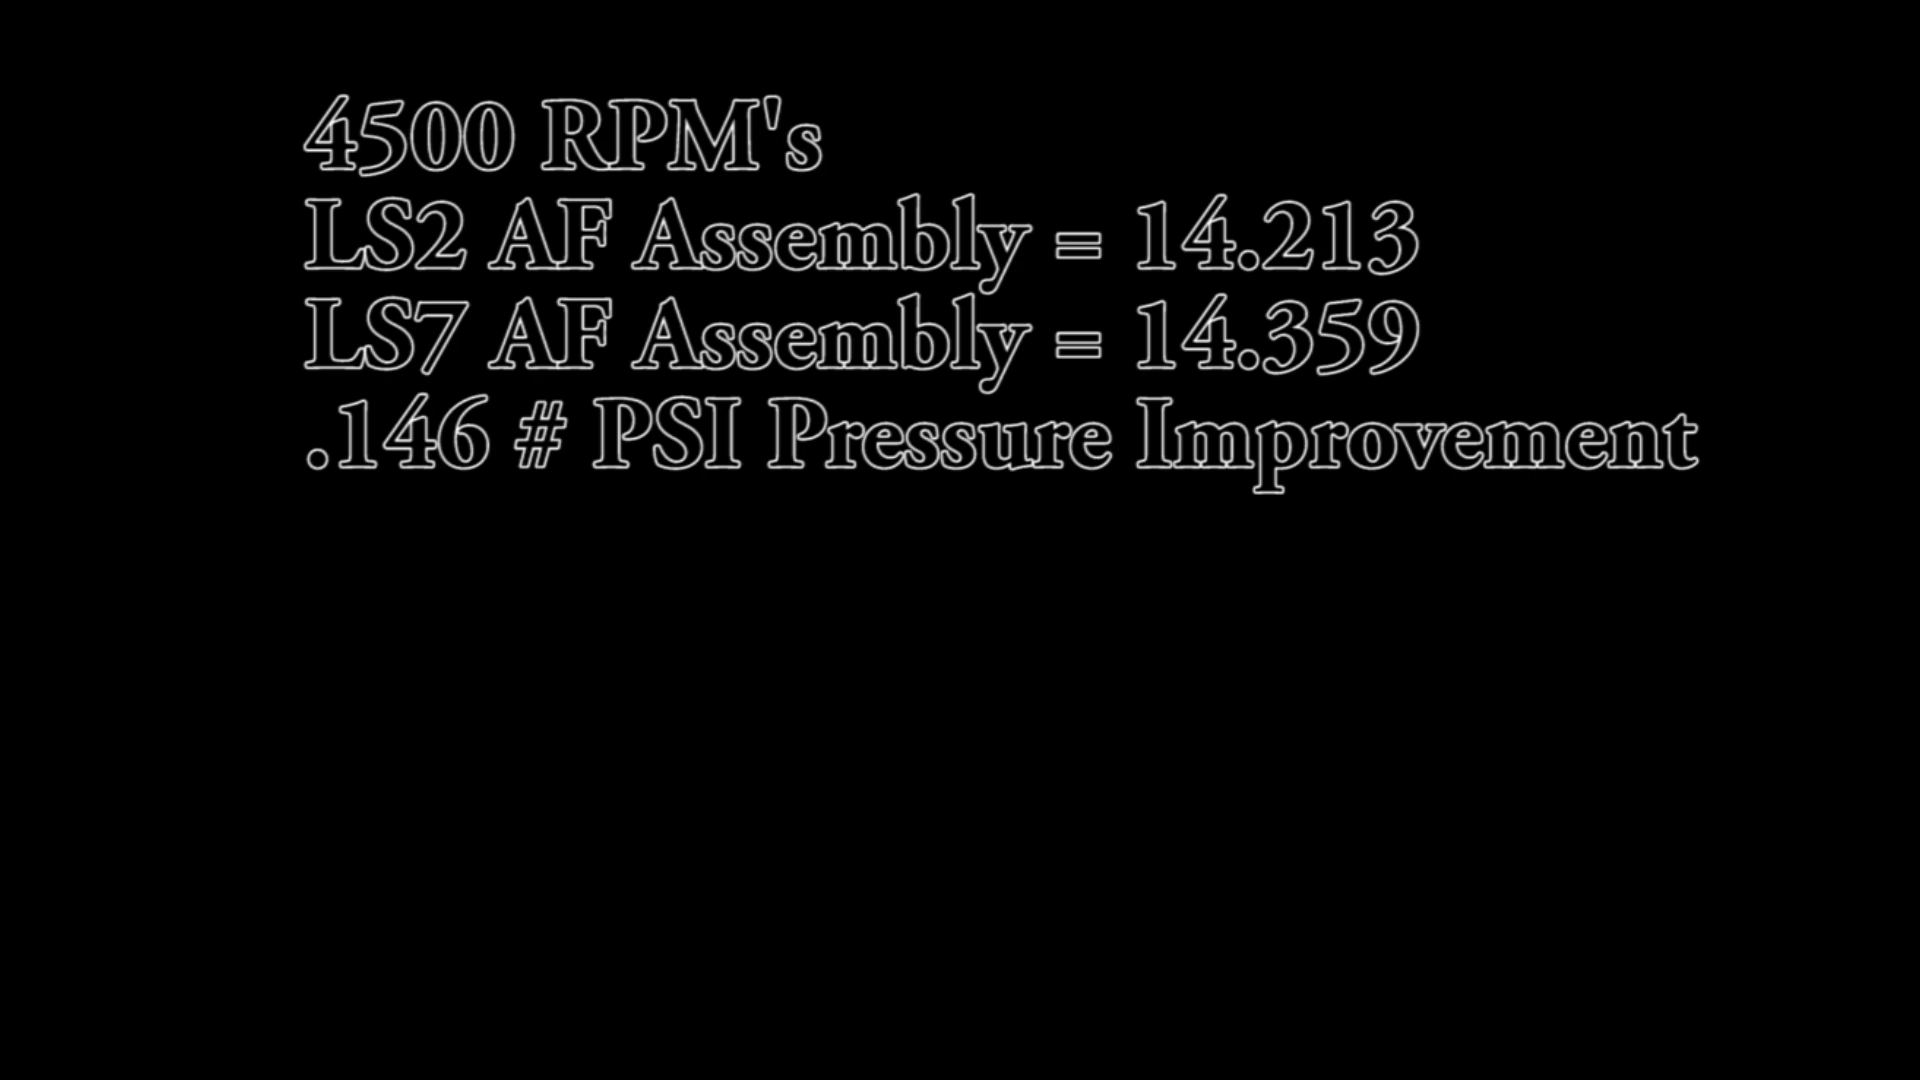 4500 RPM's
LS2 AF Assembly = 14.213
LS7 AF Assembly = 14.359
.146 # PSI Pressure Improvement